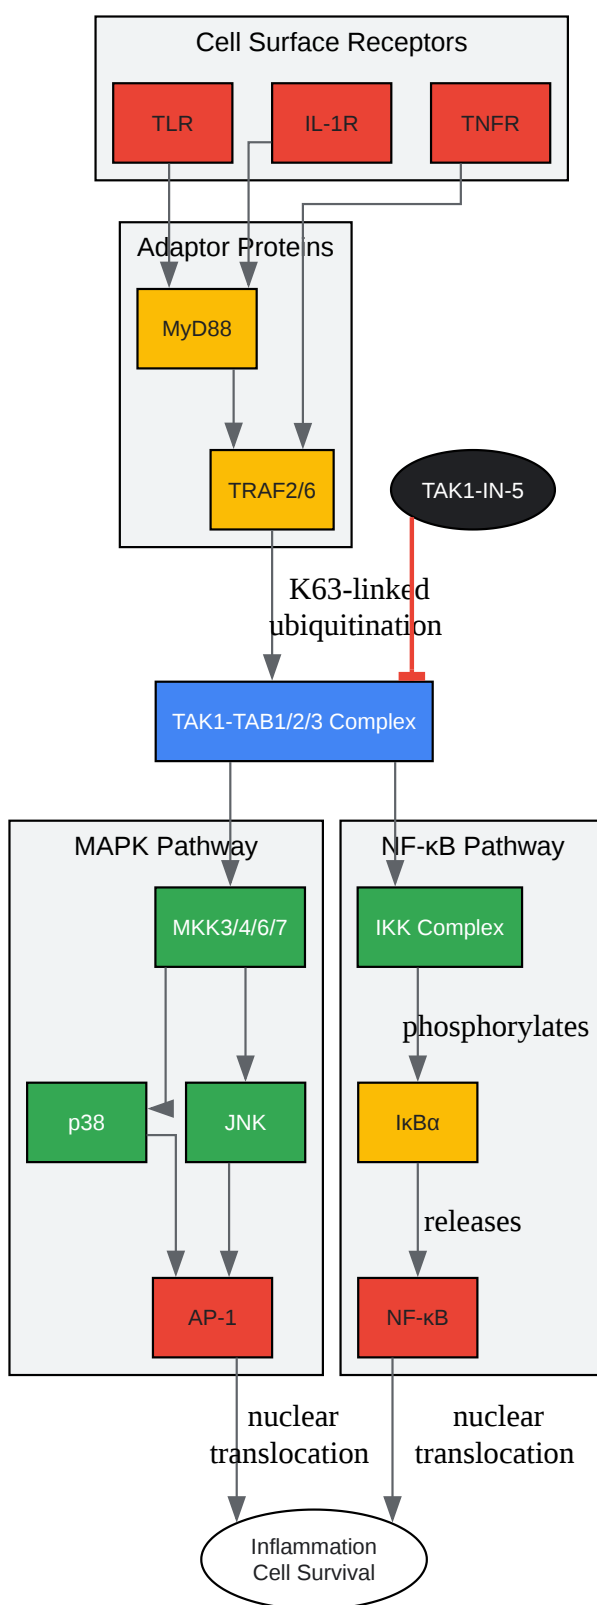 Cell Surface Receptors
TLR
IL-1R
TNFR
Adaptor Proteins
MyD88
TRAF2/6
TAK1-IN-5
K63-linked
ubiquitination
TAK1-TAB1/2/3 Complex
MAPK Pathway
NF-κB Pathway
MKK3/4/6/7
IKK Complex
phosphorylates
p38
JNK
IκBα
releases
AP-1
NF-κB
nuclear
translocation
nuclear
translocation
Inflammation
Cell Survival